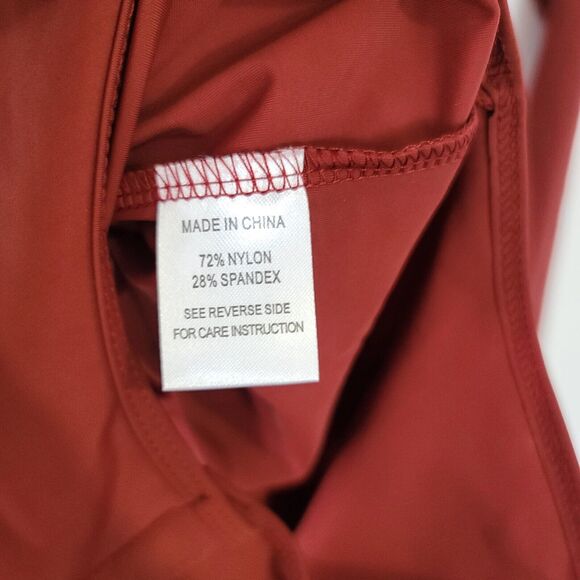 MADE IN CHINA
72% NYLON
28% SPANDEX
SEE REVERSE SIDE
FOR CARE INSTRUCTION